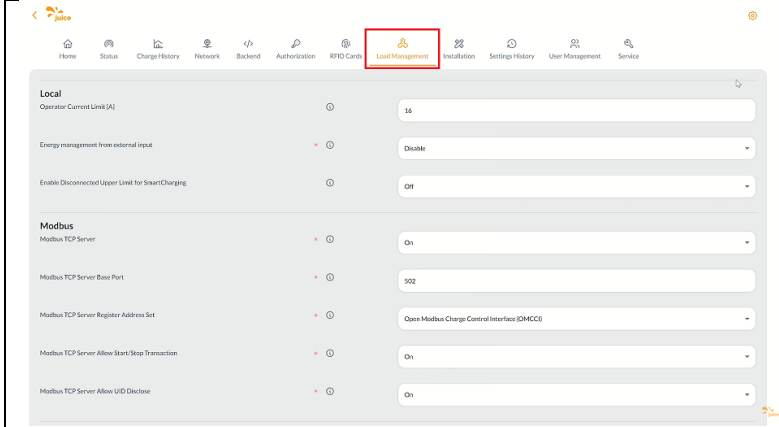 juice
Home Status Charge History Network Backend Authorization RFID Cards Load Management Installation Settings History User Management Service
Local
Operator Current Limit [A] 16
Energy management from external input * Disable
Enable Disconnected Upper Limit for SmartCharging Off
Modbus
Modbus TCP Server * On
Modbus TCP Server Base Port * 502
Modbus TCP Server Register Address Set * Open Modbus Charge Control Interface (OMCCI)
Modbus TCP Server Allow Start/Stop Transaction * On
Modbus TCP Server Allow UID Disclose * On
juice